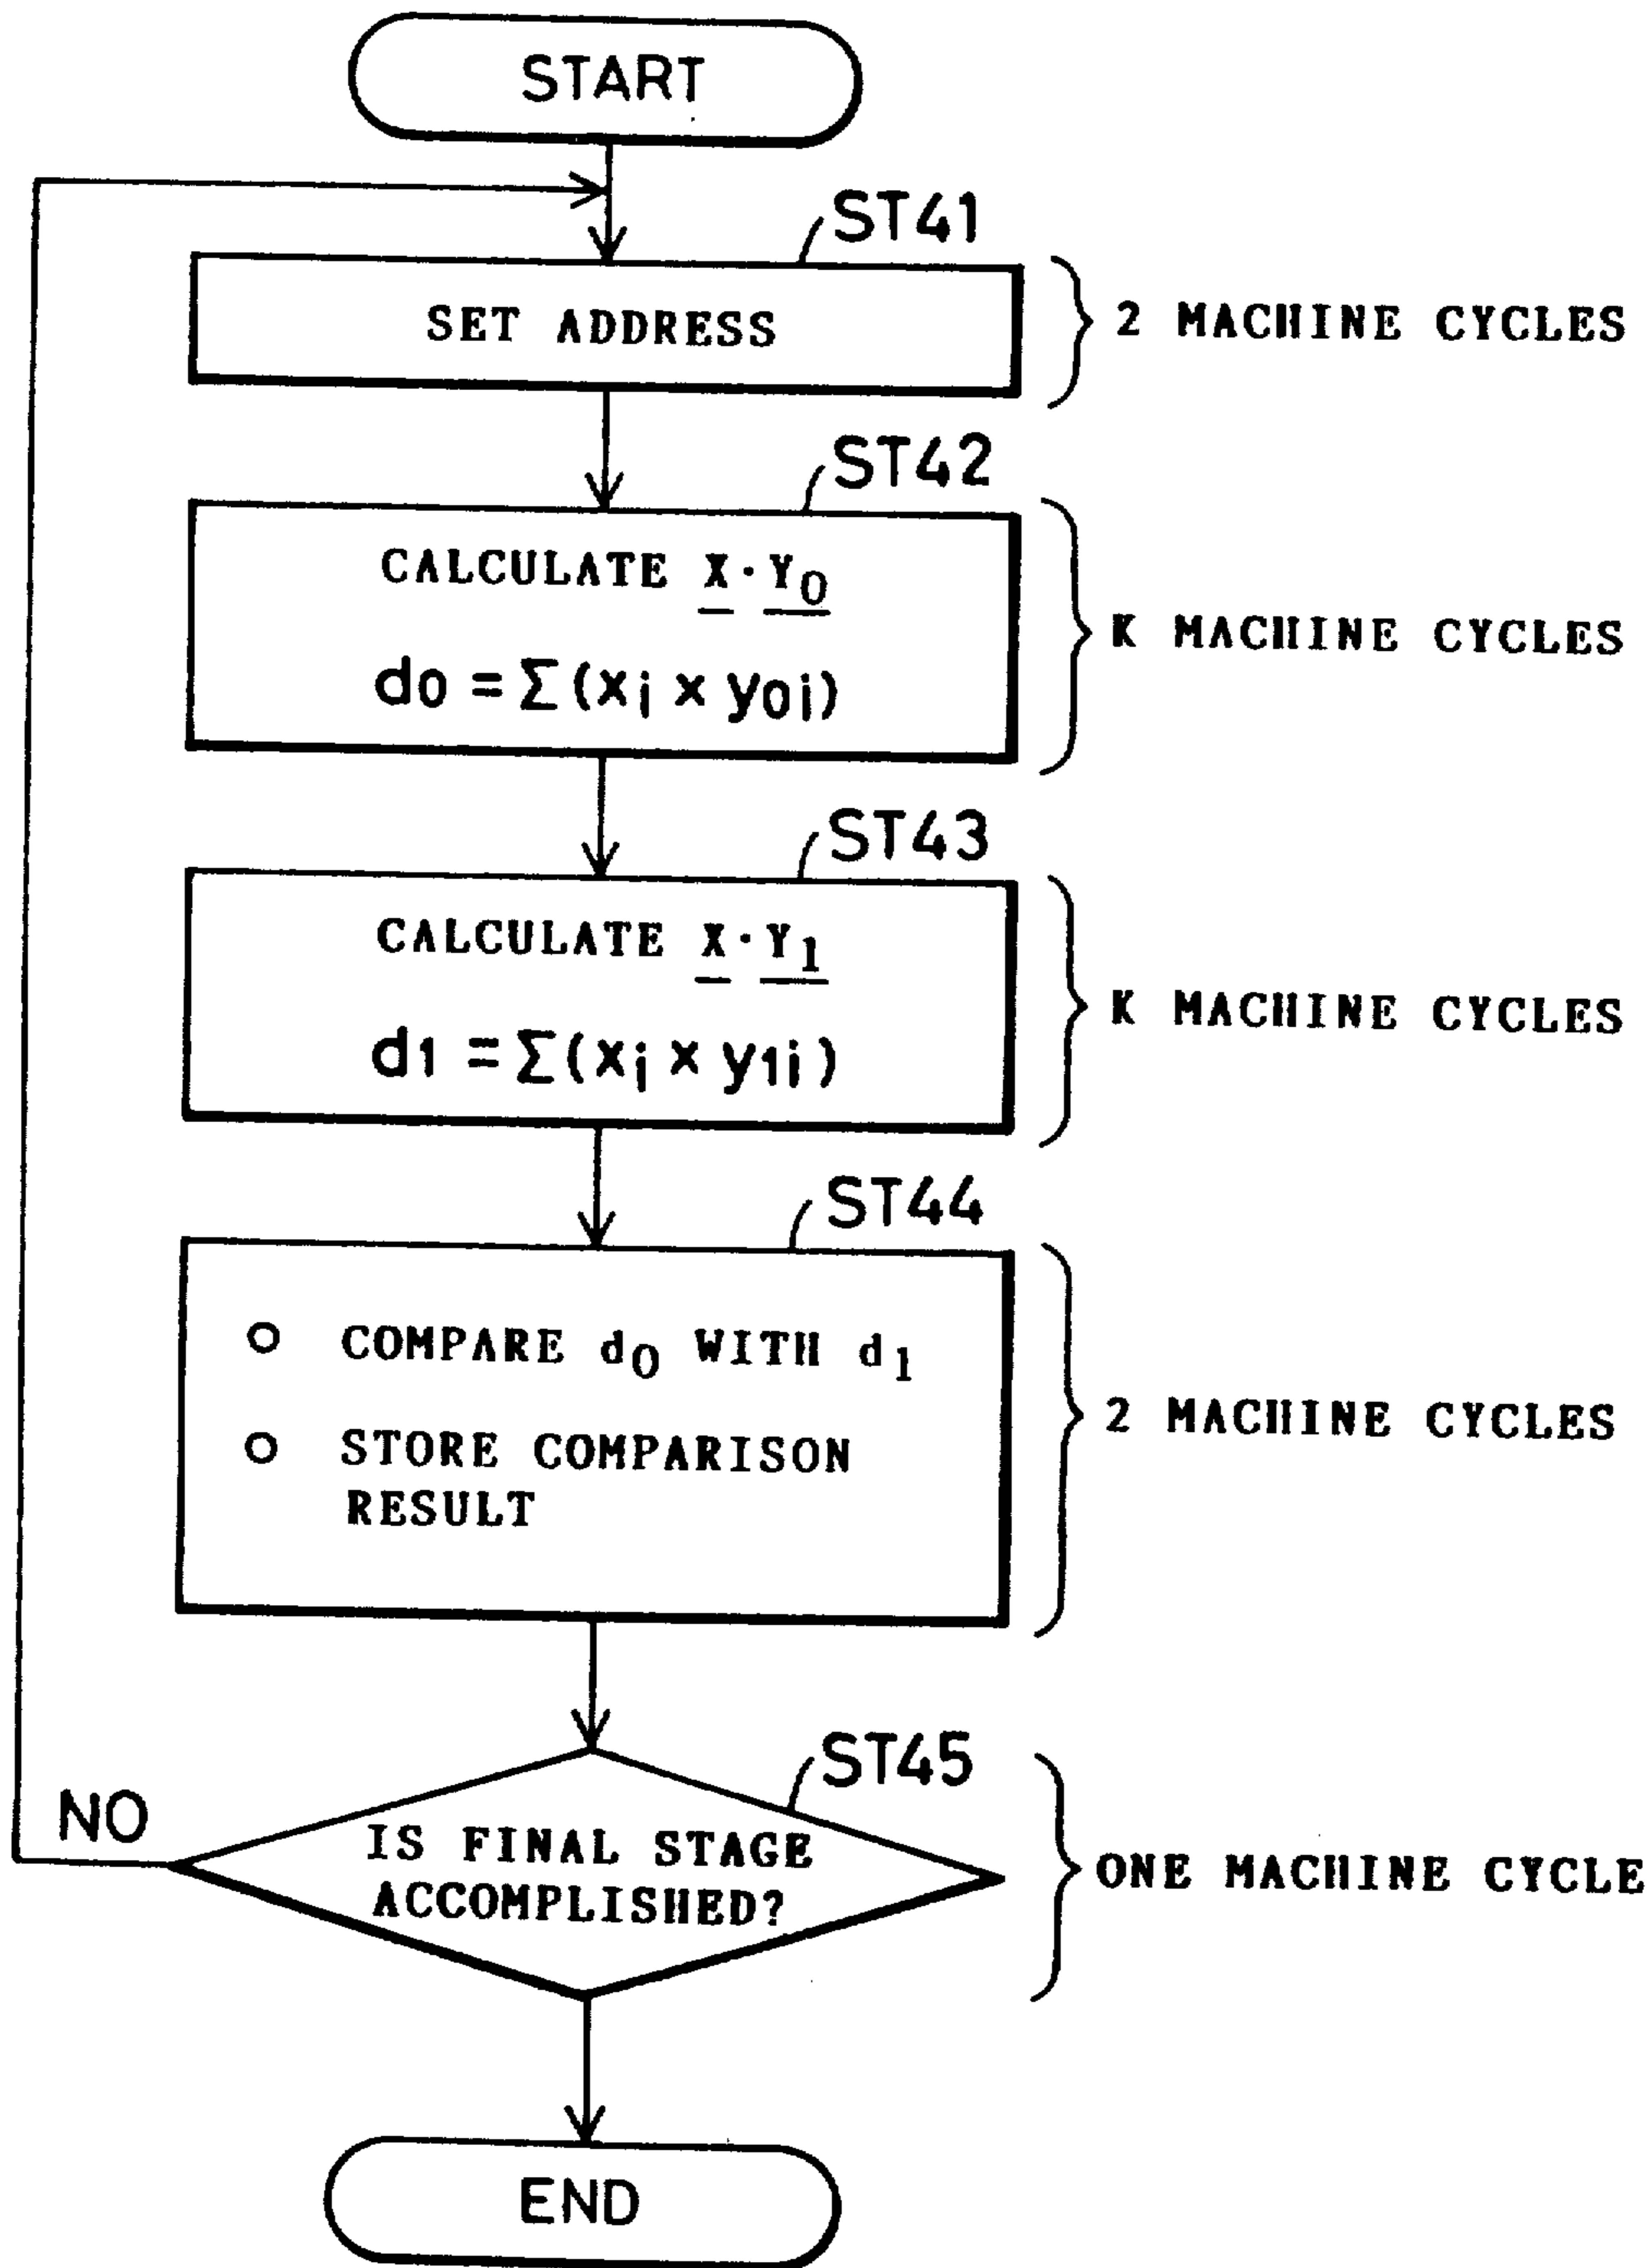 START
ST41
SET ADDRESS
2 MACHINE CYCLES
ST42
CALCULATE X · Y0
d0 = Σ(xi × y0i)
K MACHINE CYCLES
ST43
CALCULATE X · Y1
d1 = Σ(xi × y1i)
K MACHINE CYCLES
ST44
○ COMPARE d0 WITH d1
○ STORE COMPARISON
RESULT
2 MACHINE CYCLES
ST45
NO
IS FINAL STAGE
ACCOMPLISHED?
ONE MACHINE CYCLE
END